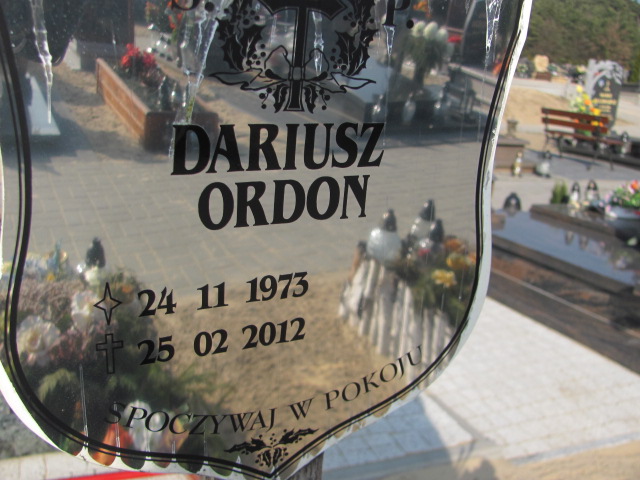 S. P.
DARIUSZ
ORDON
24 11 1973
25 02 2012
SPOCZYWAJ W POKOJU